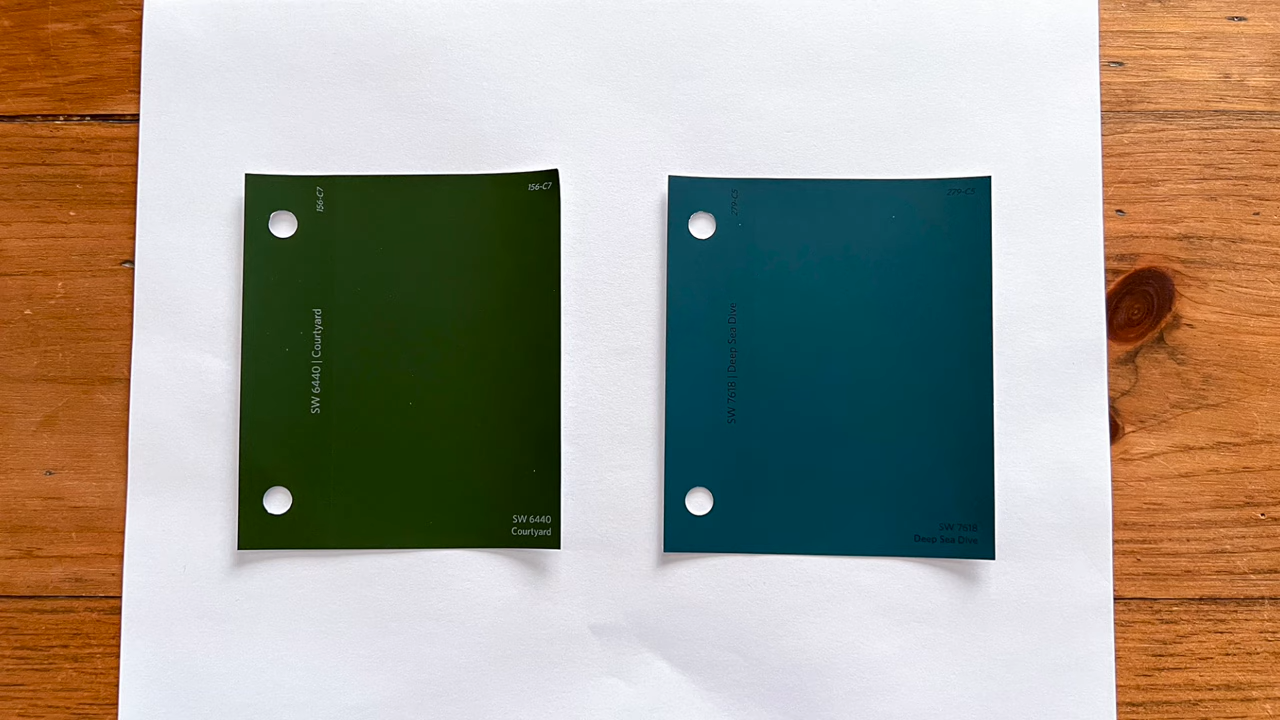 156-C7
156-C7
SW 6440 | Courtyard
SW 6440
Courtyard
279-C5
279-C5
SW 7618 | Deep Sea Dive
SW 7618
Deep Sea Dive